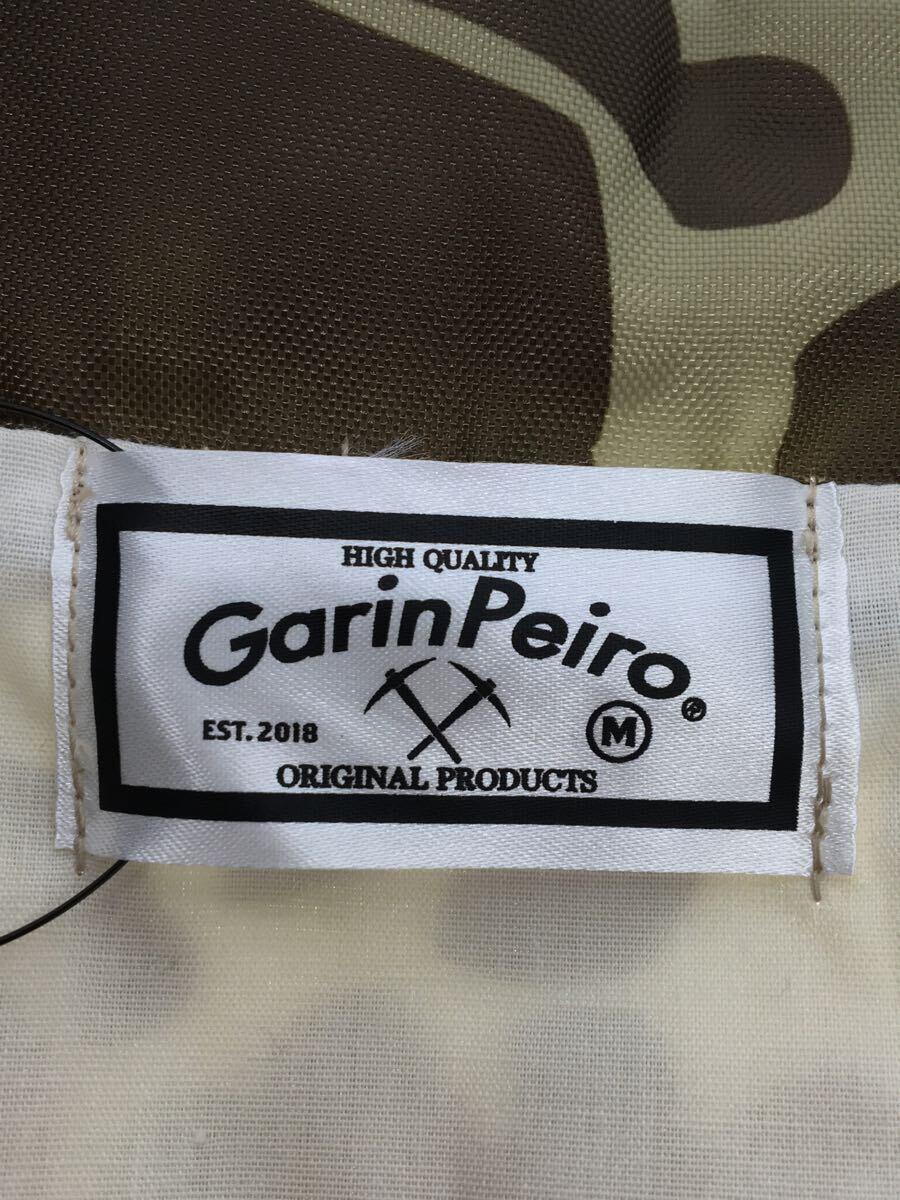 HIGH QUALITY
GarinPeiro®
EST. 2018
M
ORIGINAL PRODUCTS